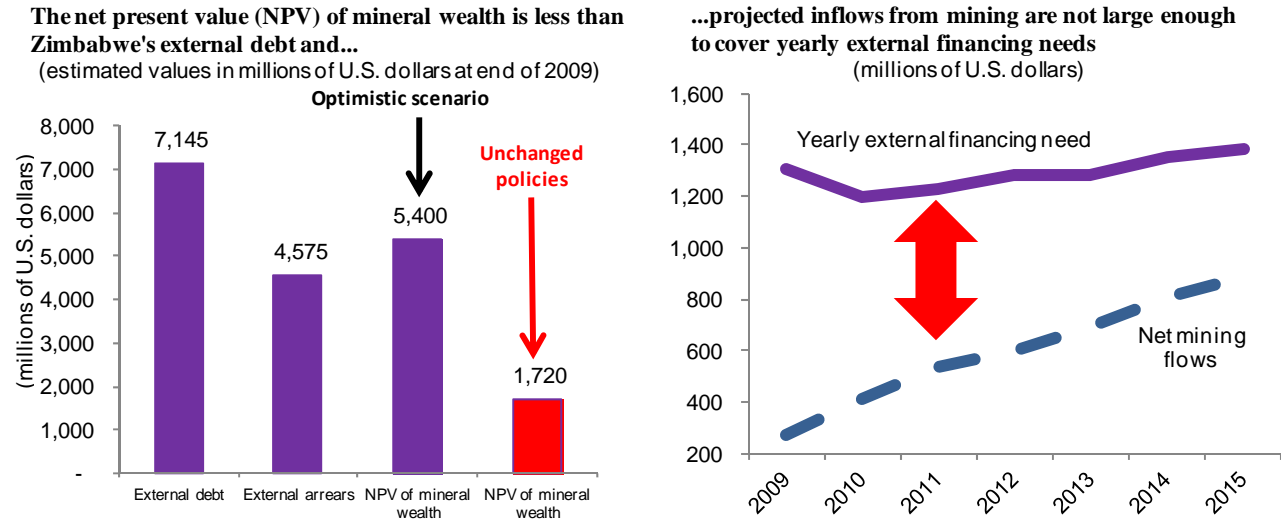 The net present value (NPV) of mineral wealth is less than
Zimbabwe's external debt and...
(estimated values in millions of U.S. dollars at end of 2009)
Optimistic scenario
Unchanged
policies
(millions of U.S. dollars)
8,000
7,000
6,000
5,000
4,000
3,000
2,000
1,000
-
7,145
4,575
5,400
1,720
External debt
External arrears
NPV of mineral
wealth
NPV of mineral
wealth
...projected inflows from mining are not large enough
to cover yearly external financing needs
(millions of U.S. dollars)
1,600
1,400
1,200
1,000
800
600
400
200
Yearly external financing need
Net mining
flows
2009
2010
2011
2012
2013
2014
2015